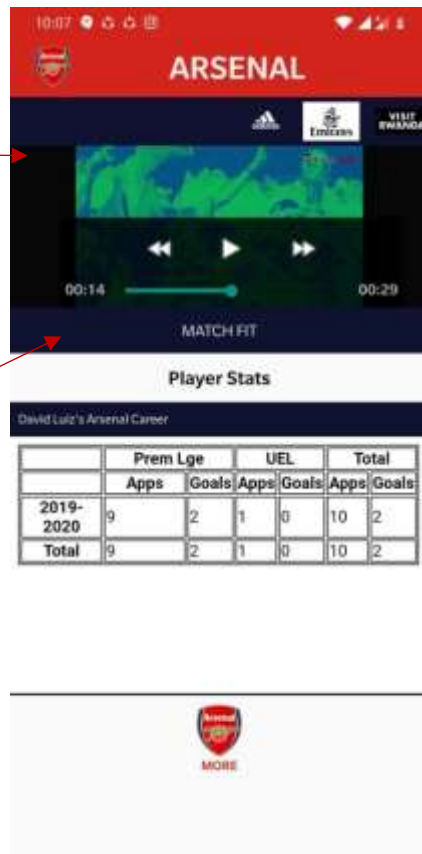 10:07
ARSENAL
Emirates
VISIT
RWANDA
00:14 00:29
MATCH FIT
Player Stats
David Luiz's Arsenal Career
Prem Lge UEL Total
Apps Goals Apps Goals Apps Goals
2019-
2020 9 2 1 0 10 2
Total 9 2 1 0 10 2
Arsenal
MORE